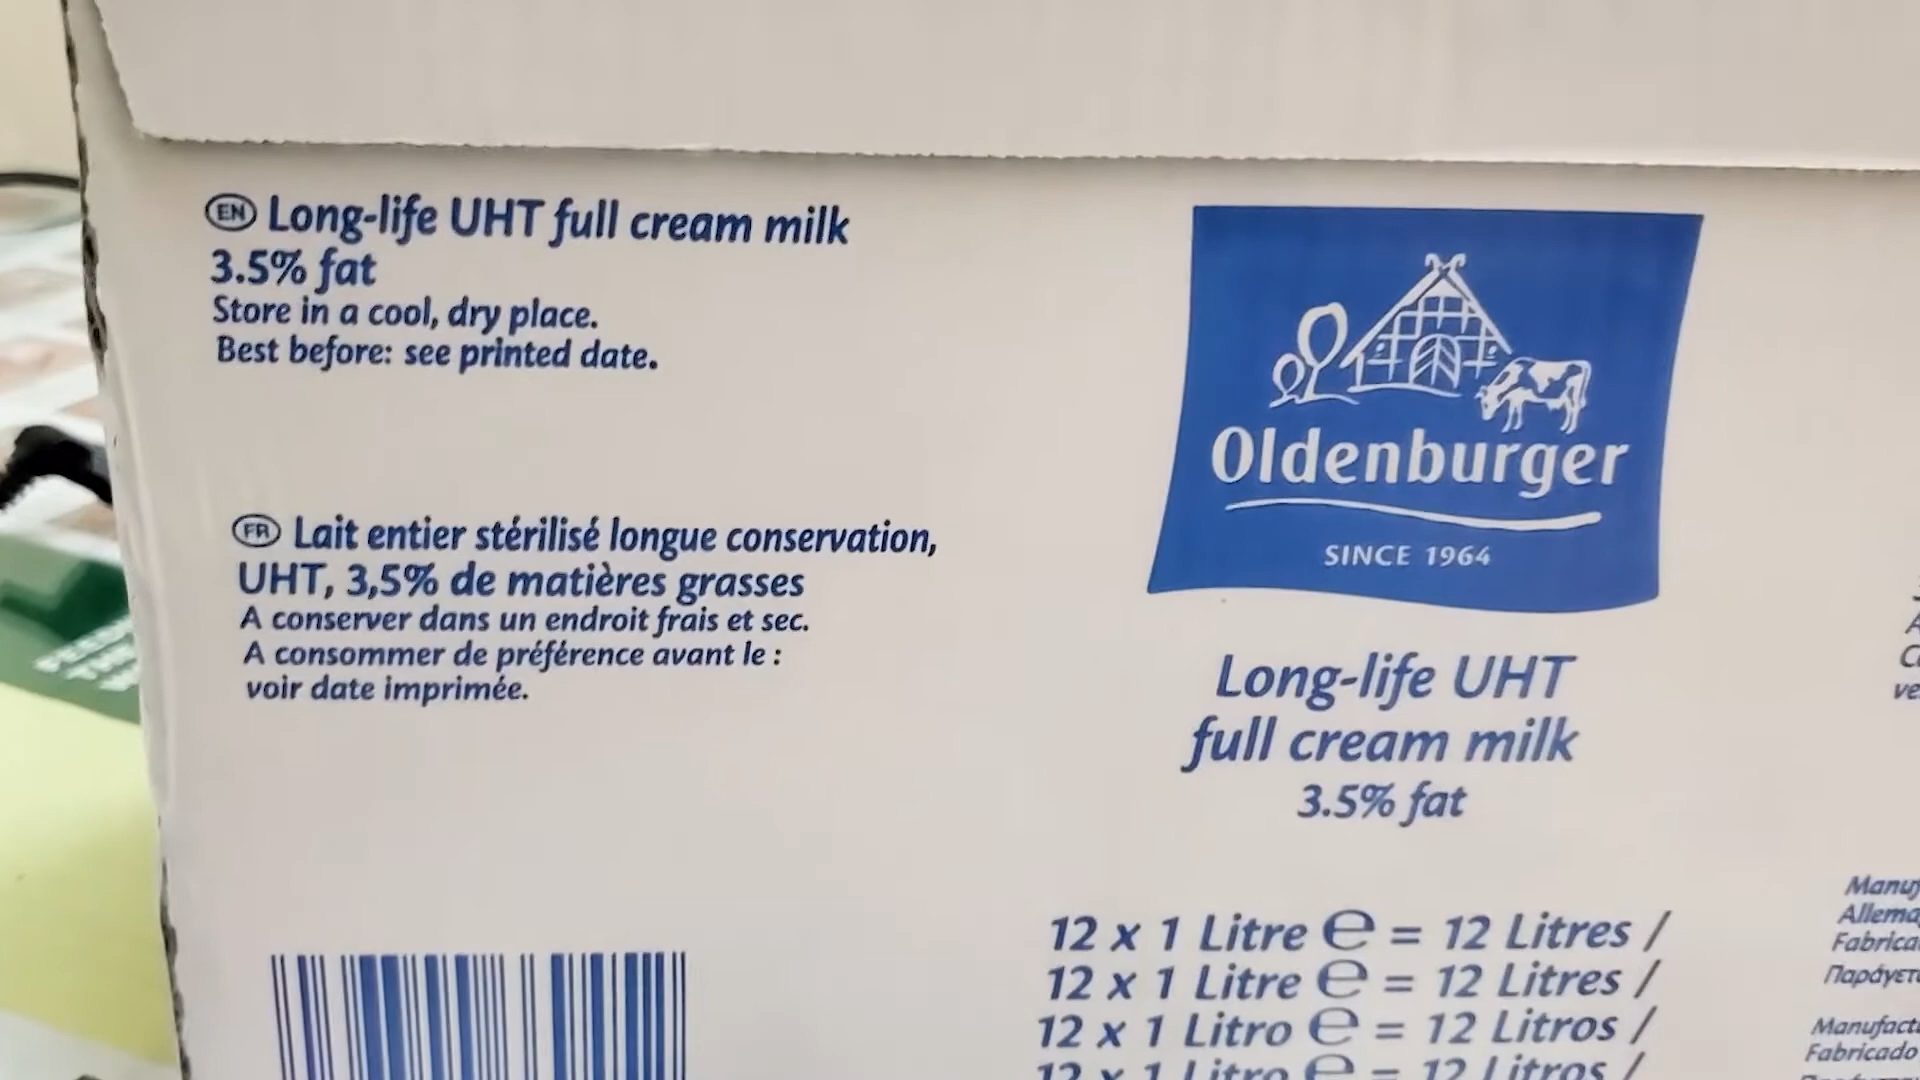 EN Long-life UHT full cream milk
3.5% fat
Store in a cool, dry place.
Best before: see printed date.
FR Lait entier stérilisé longue conservation,
UHT, 3,5% de matières grasses
A conserver dans un endroit frais et sec.
A consommer de préférence avant le :
voir date imprimée.
Oldenburger
SINCE 1964
Long-life UHT
full cream milk
3.5% fat
12 x 1 Litre e = 12 Litres /
12 x 1 Litre e = 12 Litres /
12 x 1 Litro e = 12 Litros /
12 x 1 Litro e = 12 Litros /
Fabricado